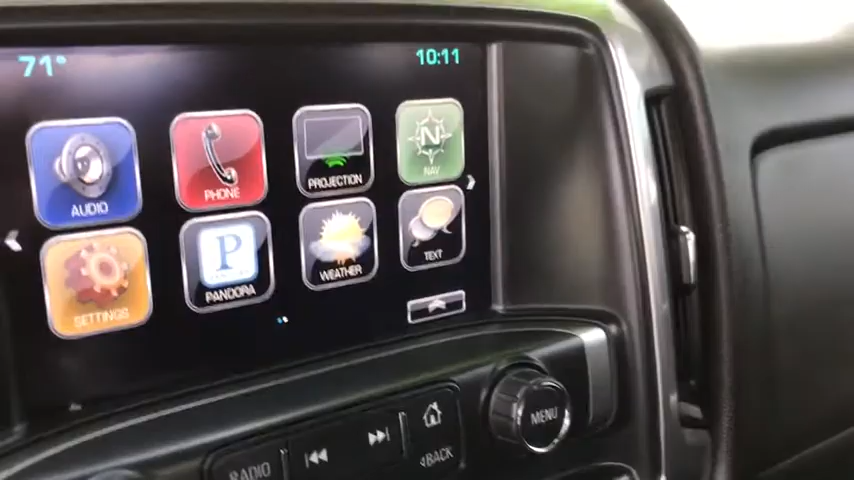 71°
10:11
AUDIO
PHONE
PROJECTION
N
NAV
SETTINGS
P
PANDORA
WEATHER
TEXT
RADIO
BACK
MENU